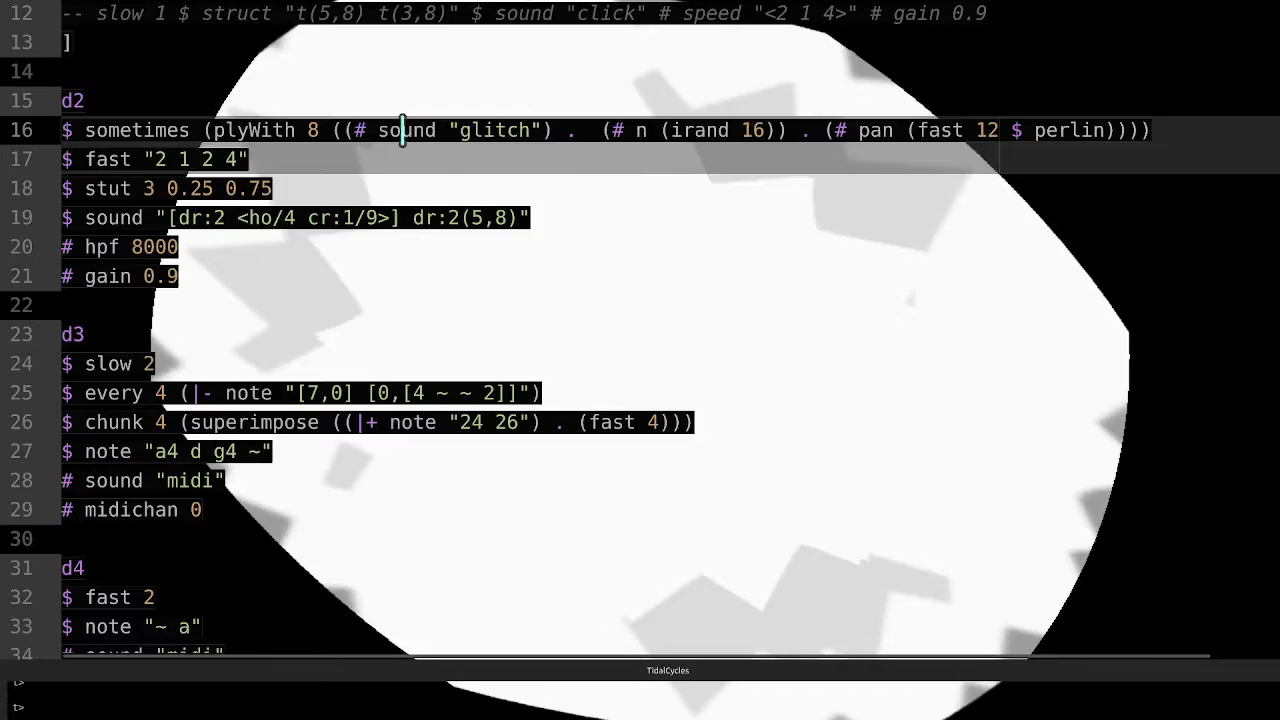 12 -- slow 1 $ struct "t(5,8) t(3,8)" $ sound "click" # speed "<2 1 4>" # gain 0.9
13 ]
14
15 d2
16 $ sometimes (plyWith 8 ((# sound "glitch") .  (# n (irand 16)) . (# pan (fast 12 $ perlin))))
17 $ fast "2 1 2 4"
18 $ stut 3 0.25 0.75
19 $ sound "[dr:2 <ho/4 cr:1/9>] dr:2(5,8)"
20 # hpf 8000
21 # gain 0.9
22
23 d3
24 $ slow 2
25 $ every 4 (|- note "[7,0] [0,[4 ~ ~ 2]]")
26 $ chunk 4 (superimpose ((|+ note "24 26") . (fast 4)))
27 $ note "a4 d g4 ~"
28 # sound "midi"
29 # midichan 0
30
31 d4
32 $ fast 2
33 $ note "~ a"
34 # sound "midi"
TidalCycles
t>
t>